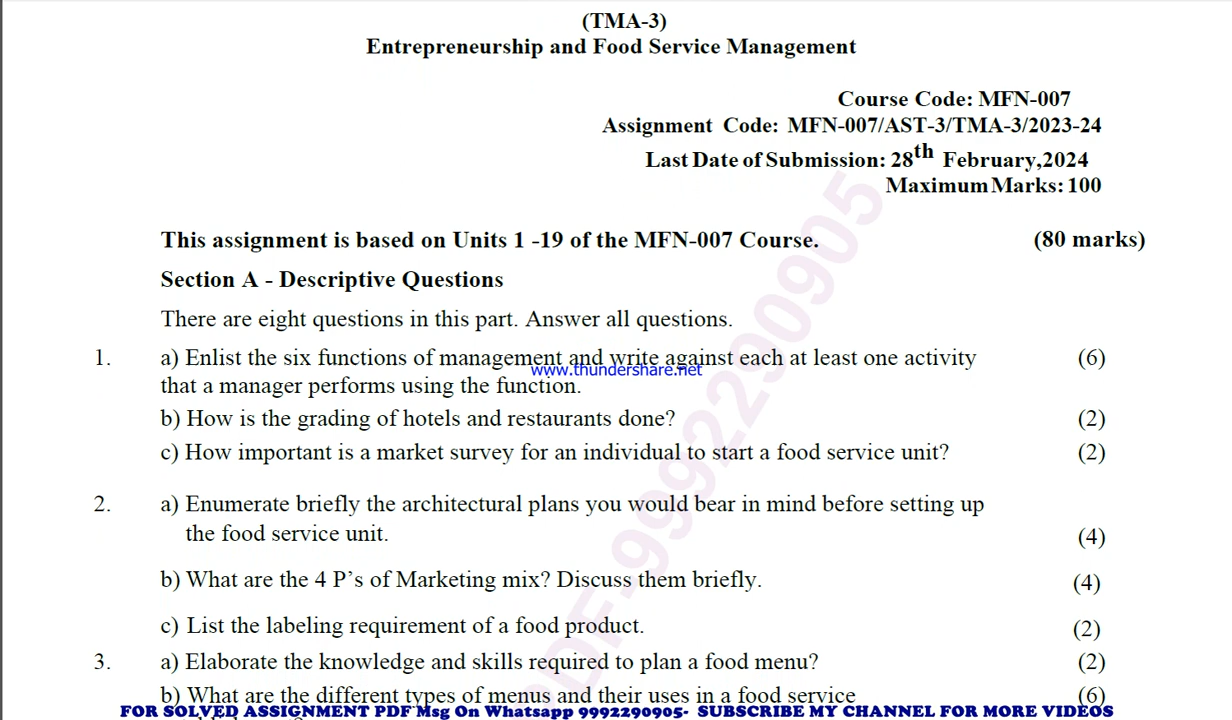 (TMA-3)
Entrepreneurship and Food Service Management
Course Code: MFN-007
Assignment Code: MFN-007/AST-3/TMA-3/2023-24
Last Date of Submission: 28th February,2024
Maximum Marks: 100
This assignment is based on Units 1 -19 of the MFN-007 Course. (80 marks)
Section A - Descriptive Questions
There are eight questions in this part. Answer all questions.
1. a) Enlist the six functions of management and write against each at least one activity (6)
www.thundershare.net
that a manager performs using the function.
b) How is the grading of hotels and restaurants done? (2)
c) How important is a market survey for an individual to start a food service unit? (2)
2. a) Enumerate briefly the architectural plans you would bear in mind before setting up
the food service unit. (4)
b) What are the 4 P's of Marketing mix? Discuss them briefly. (4)
c) List the labeling requirement of a food product. (2)
3. a) Elaborate the knowledge and skills required to plan a food menu? (2)
b) What are the different types of menus and their uses in a food service (6)
FOR SOLVED ASSIGNMENT PDF Msg On Whatsapp 9992290905- SUBSCRIBE MY CHANNEL FOR MORE VIDEOS
PDF-9992290905